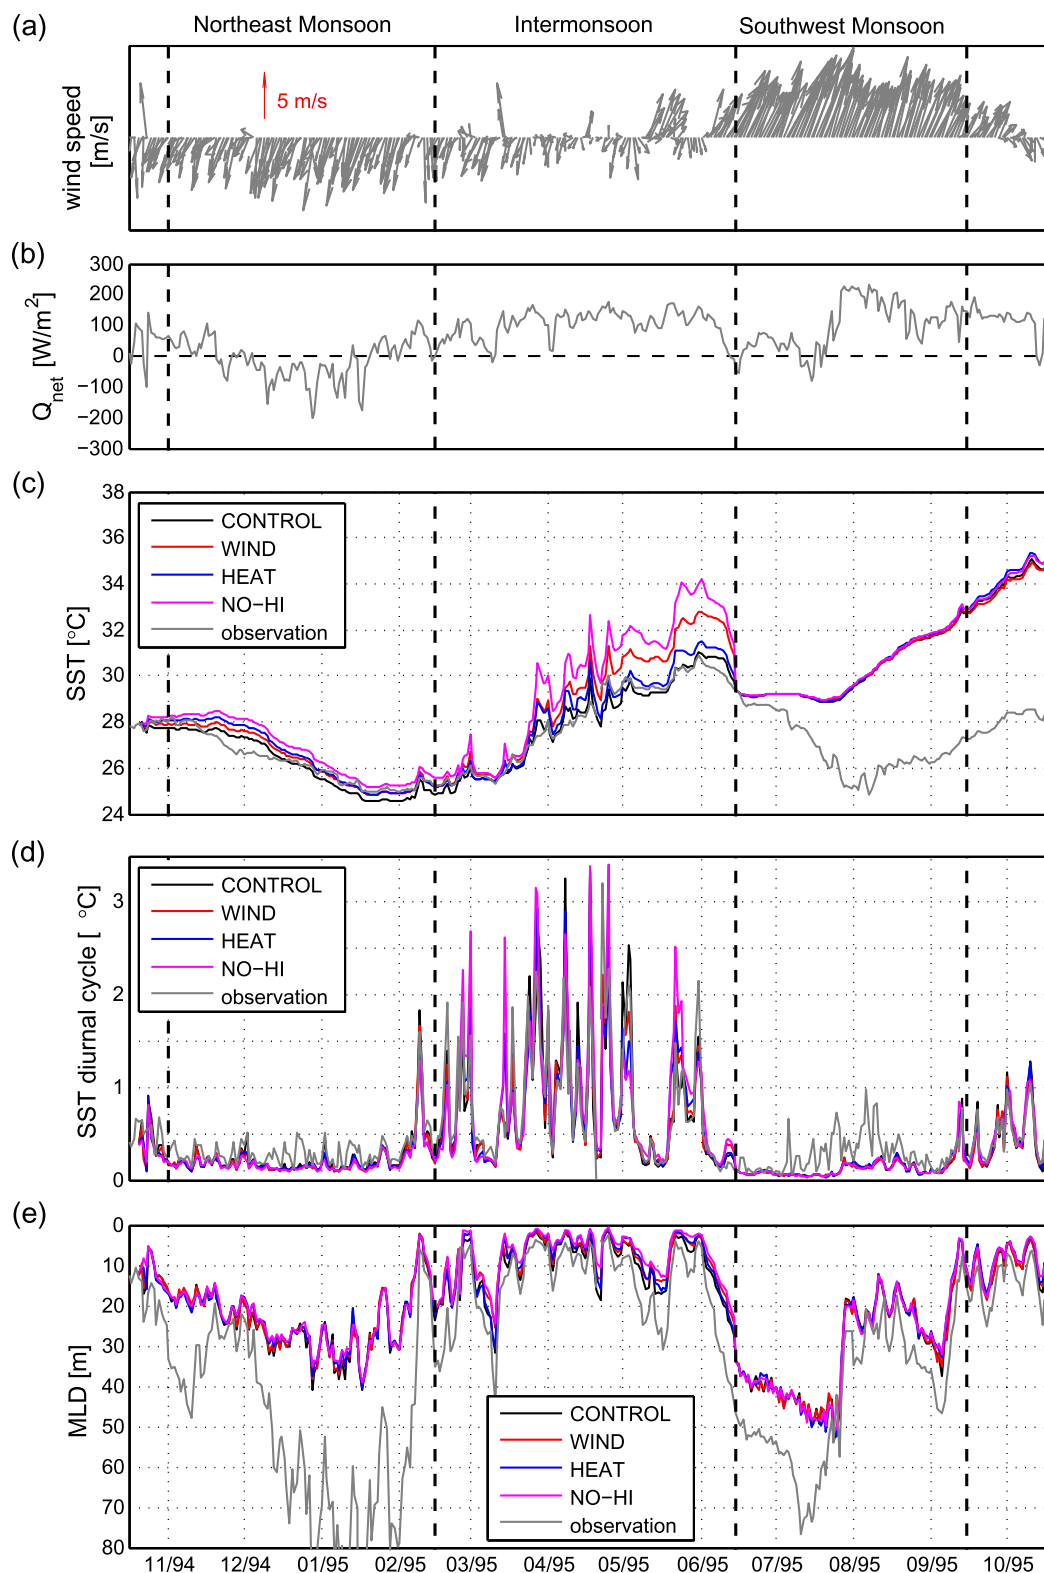 (a)
Northeast Monsoon Intermonsoon Southwest Monsoon
wind speed
[m/s]
5 m/s
(b)
Qnet [W/m²]
300
200
100
0
−100
−200
−300
(c)
SST [°C]
38
36
34
32
30
28
26
24
CONTROL
WIND
HEAT
NO−HI
observation
(d)
SST diurnal cycle [ °C]
3
2
1
0
CONTROL
WIND
HEAT
NO−HI
observation
(e)
MLD [m]
0
10
20
30
40
50
60
70
80
CONTROL
WIND
HEAT
NO−HI
observation
11/94 12/94 01/95 02/95 03/95 04/95 05/95 06/95 07/95 08/95 09/95 10/95